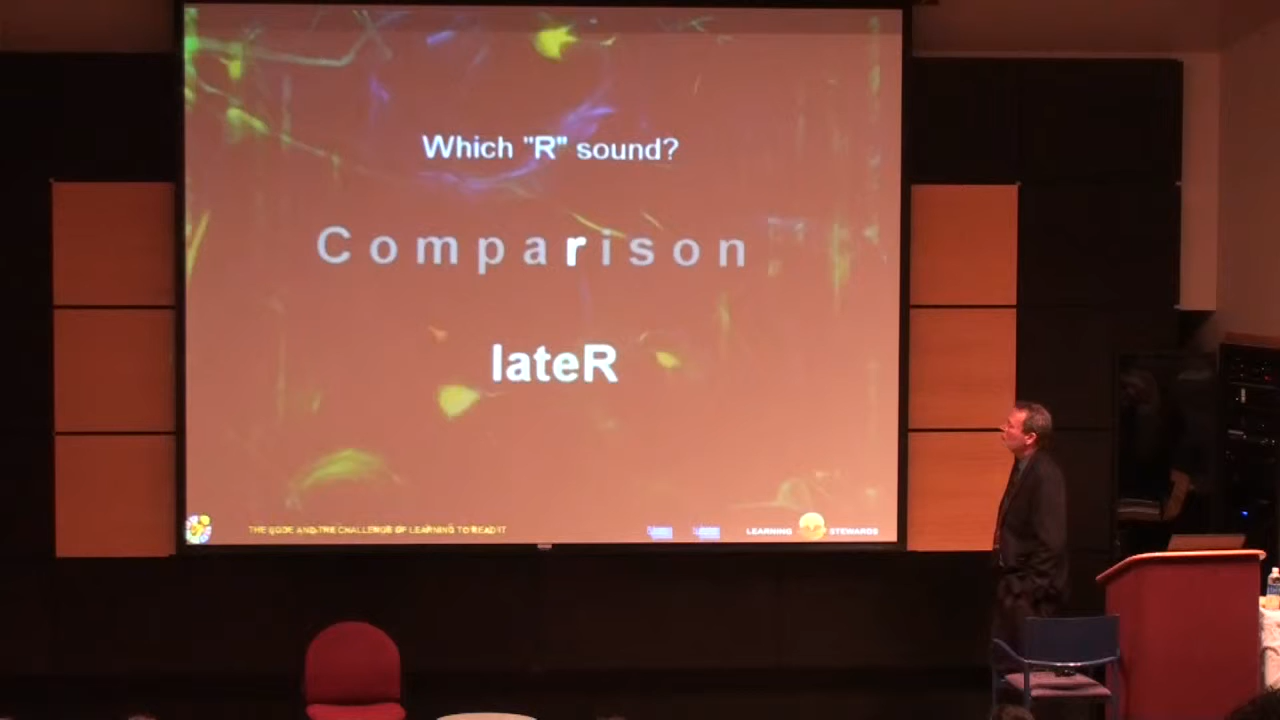 Which "R" sound?
Comparison
lateR
THE CODE AND THE CHALLENGE OF LEARNING TO READ IT
LEARNING STEWARDS